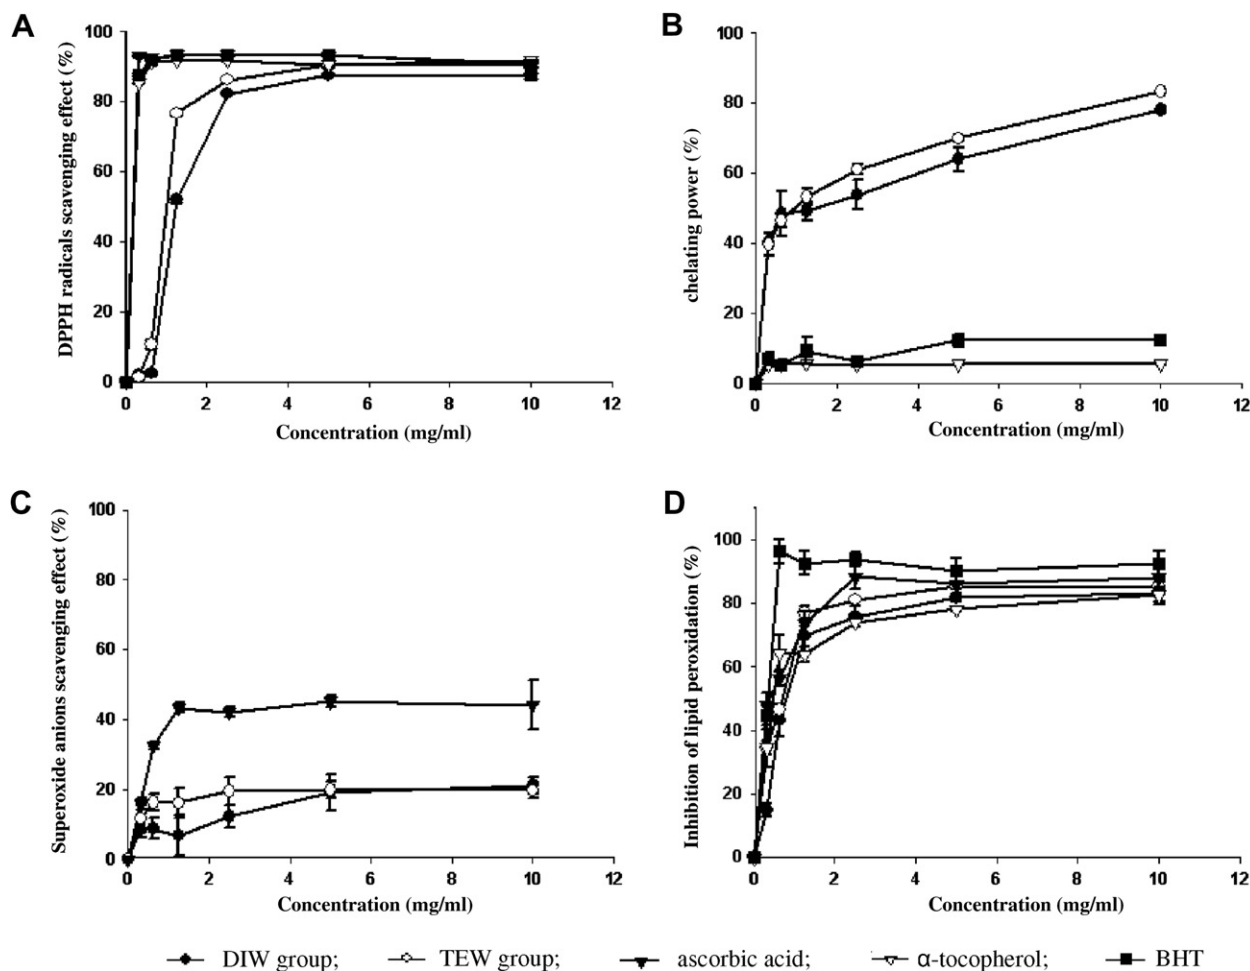 A
DPPH radicals scavenging effect (%)
100
80
60
40
20
0
0 2 4 6 8 10 12
Concentration (mg/ml)
B
chelating power (%)
100
80
60
40
20
0
0 2 4 6 8 10 12
Concentration (mg/ml)
C
Superoxide anions scavenging effect (%)
100
80
60
40
20
0
0 2 4 6 8 10 12
Concentration (mg/ml)
D
Inhibition of lipid peroxidation (%)
100
80
60
40
20
0
0 2 4 6 8 10 12
Concentration (mg/ml)
DIW group; TEW group; ascorbic acid; α-tocopherol; BHT